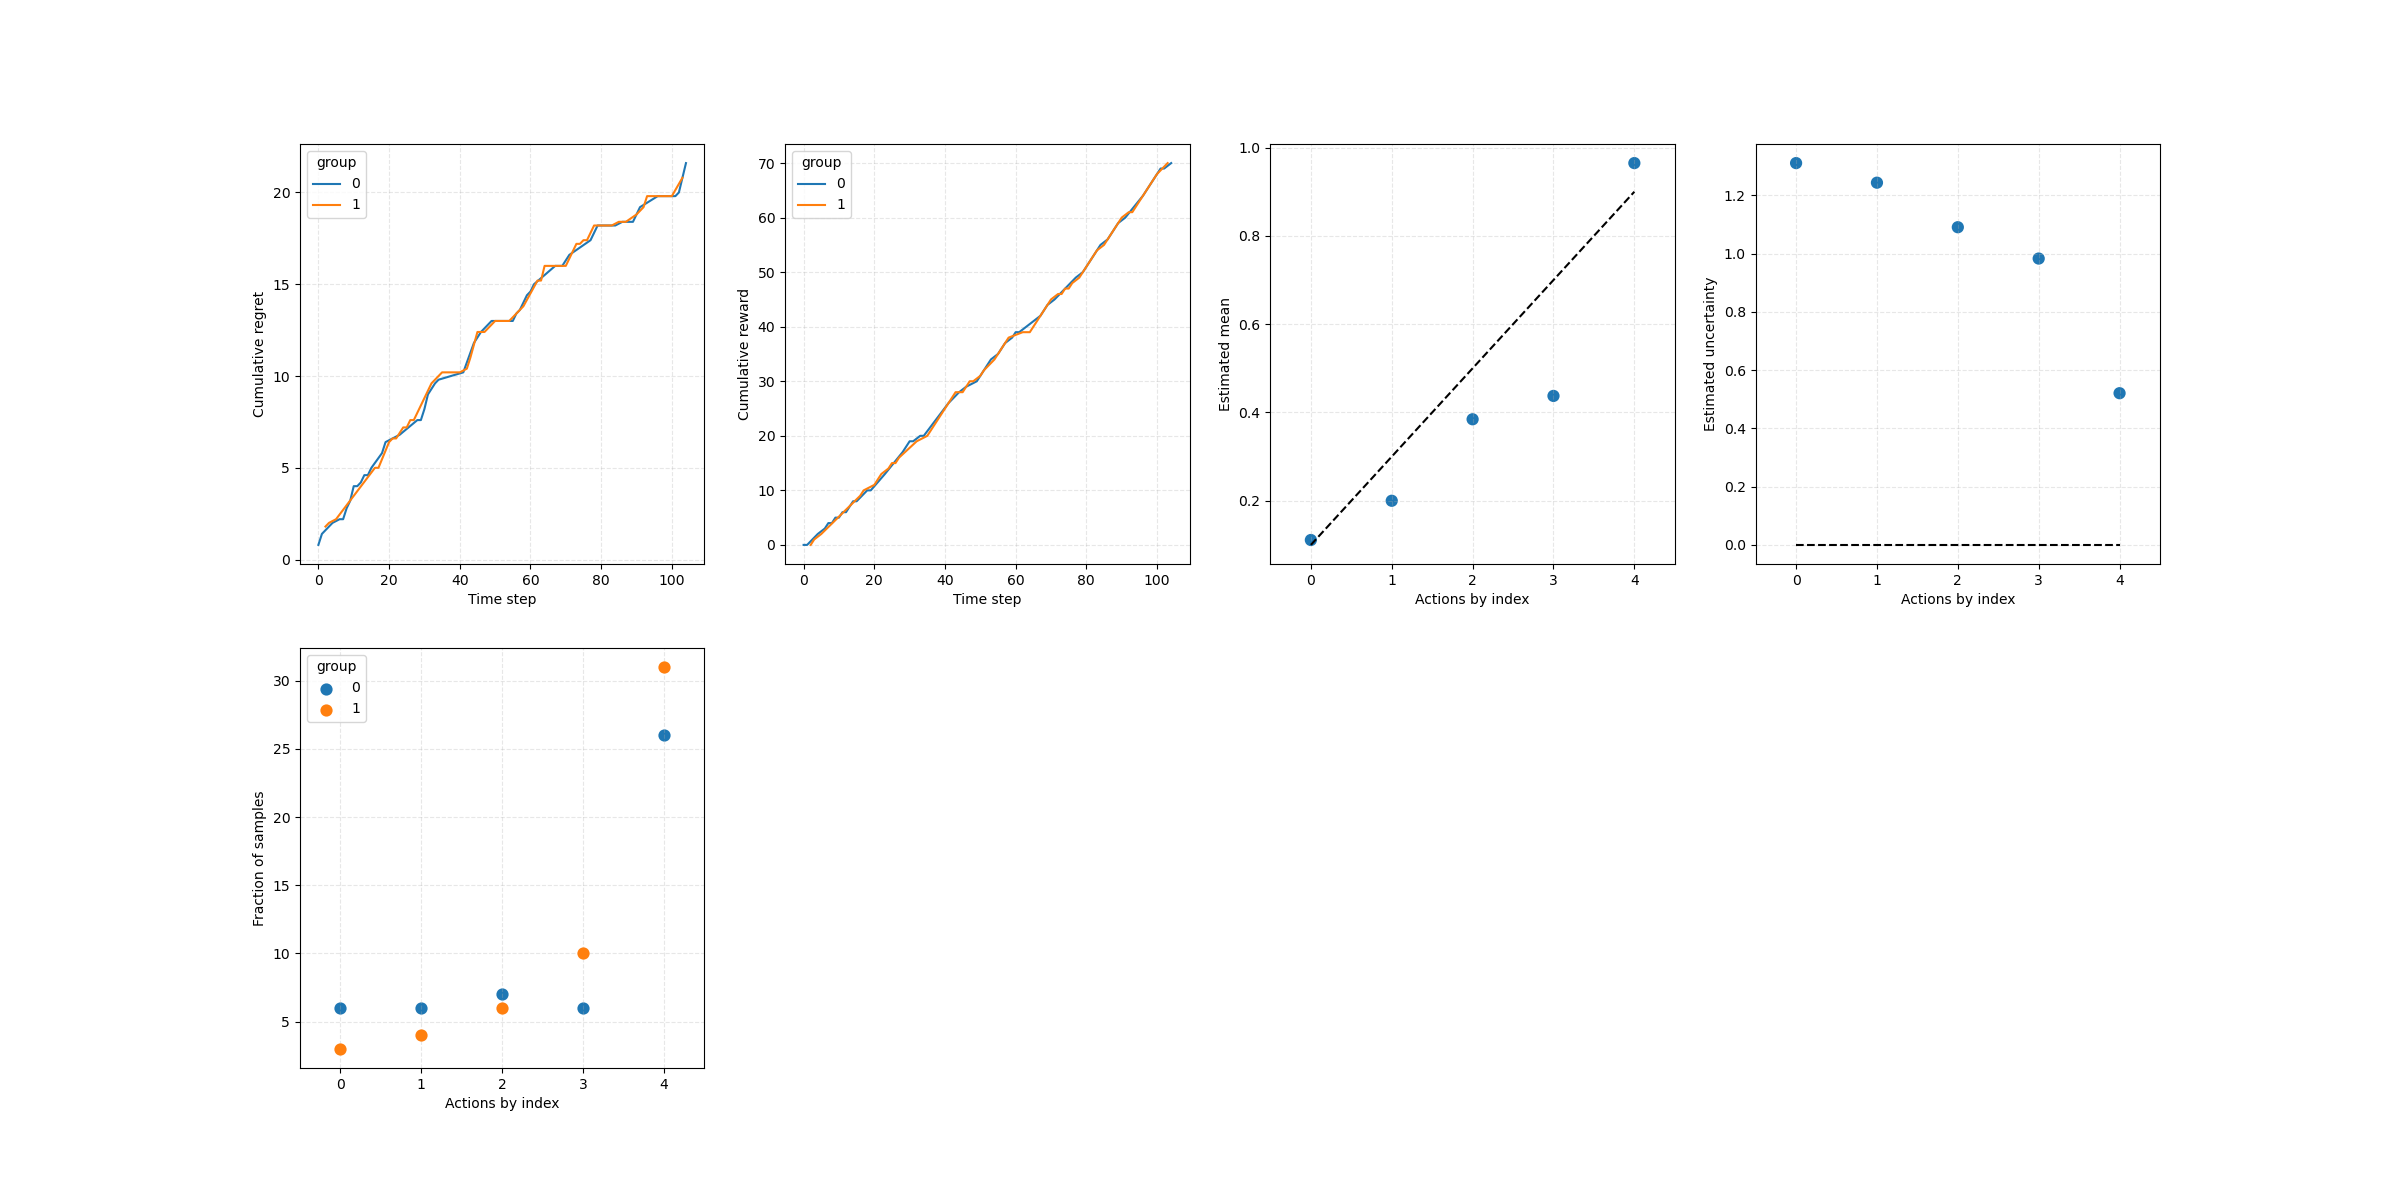 group
0
1
20
15
10
5
0
Cumulative regret
0 20 40 60 80 100
Time step
group
0
1
70
60
50
40
30
20
10
0
Cumulative reward
0 20 40 60 80 100
Time step
1.0
0.8
0.6
0.4
0.2
Estimated mean
0 1 2 3 4
Actions by index
1.2
1.0
0.8
0.6
0.4
0.2
0.0
Estimated uncertainty
0 1 2 3 4
Actions by index
group
0
1
30
25
20
15
10
5
Fraction of samples
0 1 2 3 4
Actions by index